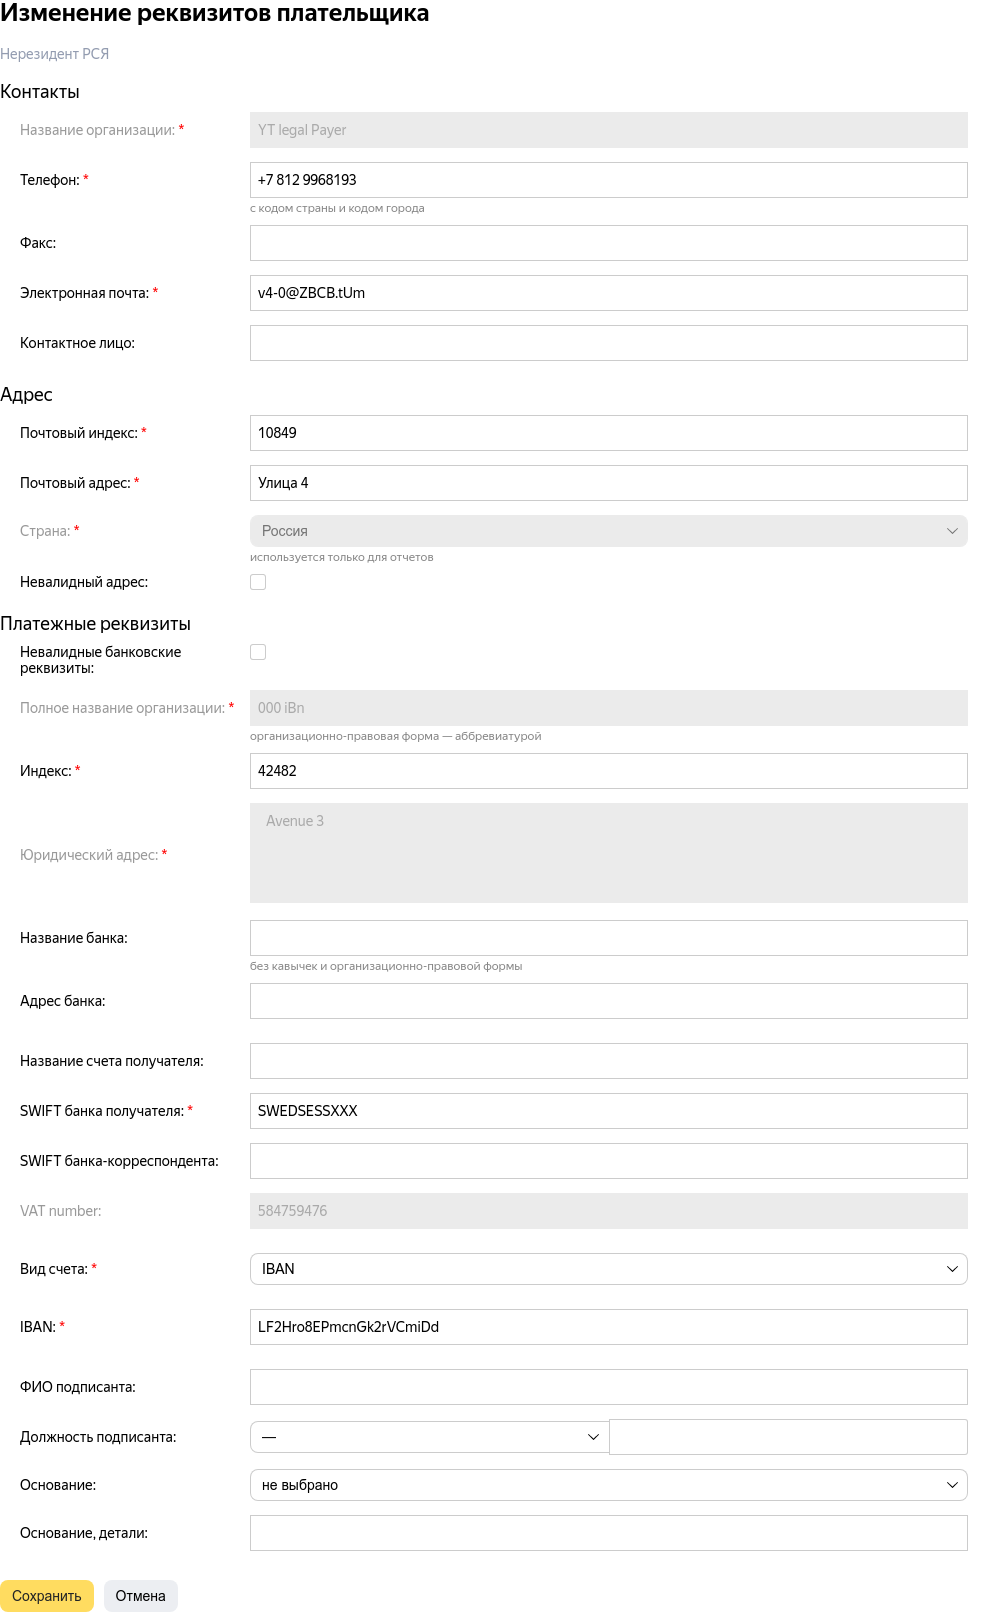 Изменение реквизитов плательщика
Нерезидент РСЯ
Контакты
Название организации: * YT legal Payer
Телефон: * +7 812 9968193
с кодом страны и кодом города
Факс:
Электронная почта: * v4-0@ZBCB.tUm
Контактное лицо:
Адрес
Почтовый индекс: * 10849
Почтовый адрес: * Улица 4
Страна: * Россия
используется только для отчетов
Невалидный адрес:
Платежные реквизиты
Невалидные банковские
реквизиты:
Полное название организации: * 000 iBn
организационно-правовая форма — аббревиатурой
Индекс: * 42482
Avenue 3
Юридический адрес: *
Название банка:
без кавычек и организационно-правовой формы
Адрес банка:
Название счета получателя:
SWIFT банка получателя: * SWEDSESSXXX
SWIFT банка-корреспондента:
VAT number: 584759476
Вид счета: * IBAN
IBAN: * LF2Hro8EPmcnGk2rVCmiDd
ФИО подписанта:
Должность подписанта: —
Основание: не выбрано
Основание, детали:
Сохранить Отмена